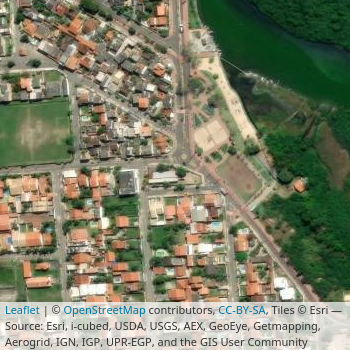 Leaflet | © OpenStreetMap contributors, CC-BY-SA, Tiles © Esri —
Source: Esri, i-cubed, USDA, USGS, AEX, GeoEye, Getmapping,
Aerogrid, IGN, IGP, UPR-EGP, and the GIS User Community